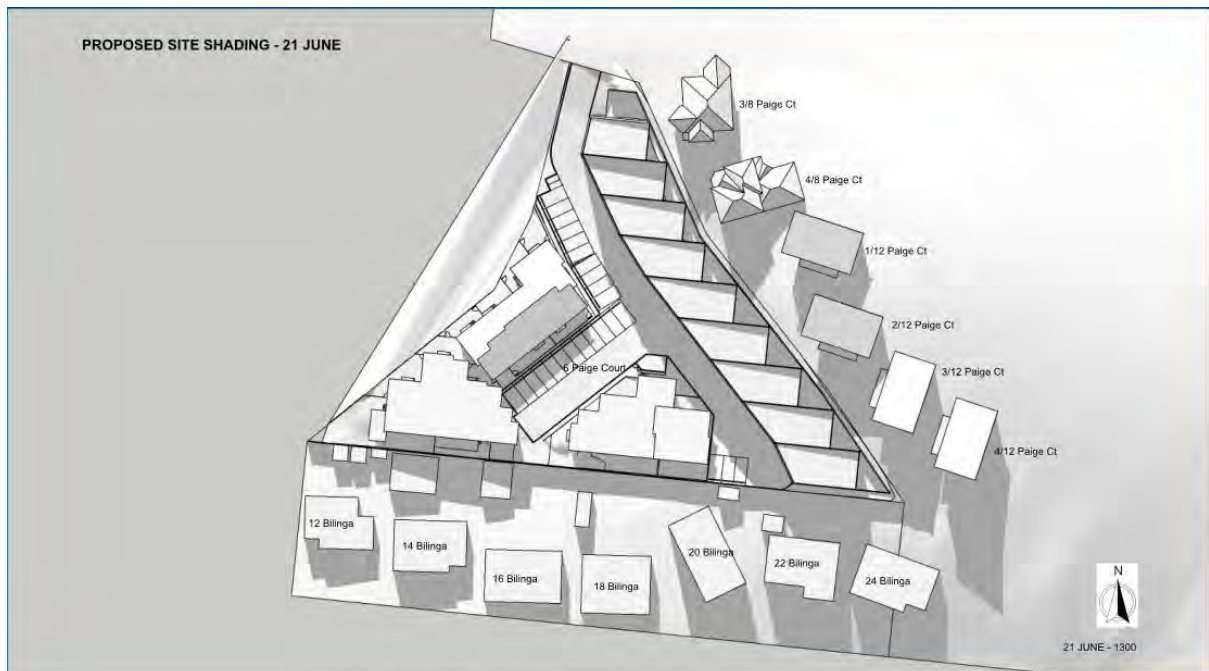 PROPOSED SITE SHADING - 21 JUNE
3/8 Paige Ct
4/8 Paige Ct
1/12 Paige Ct
2/12 Paige Ct
6 Paige Court
3/12 Paige Ct
4/12 Paige Ct
12 Bilinga
14 Bilinga
16 Bilinga
18 Bilinga
20 Bilinga
22 Bilinga
24 Bilinga
N
21 JUNE - 1300